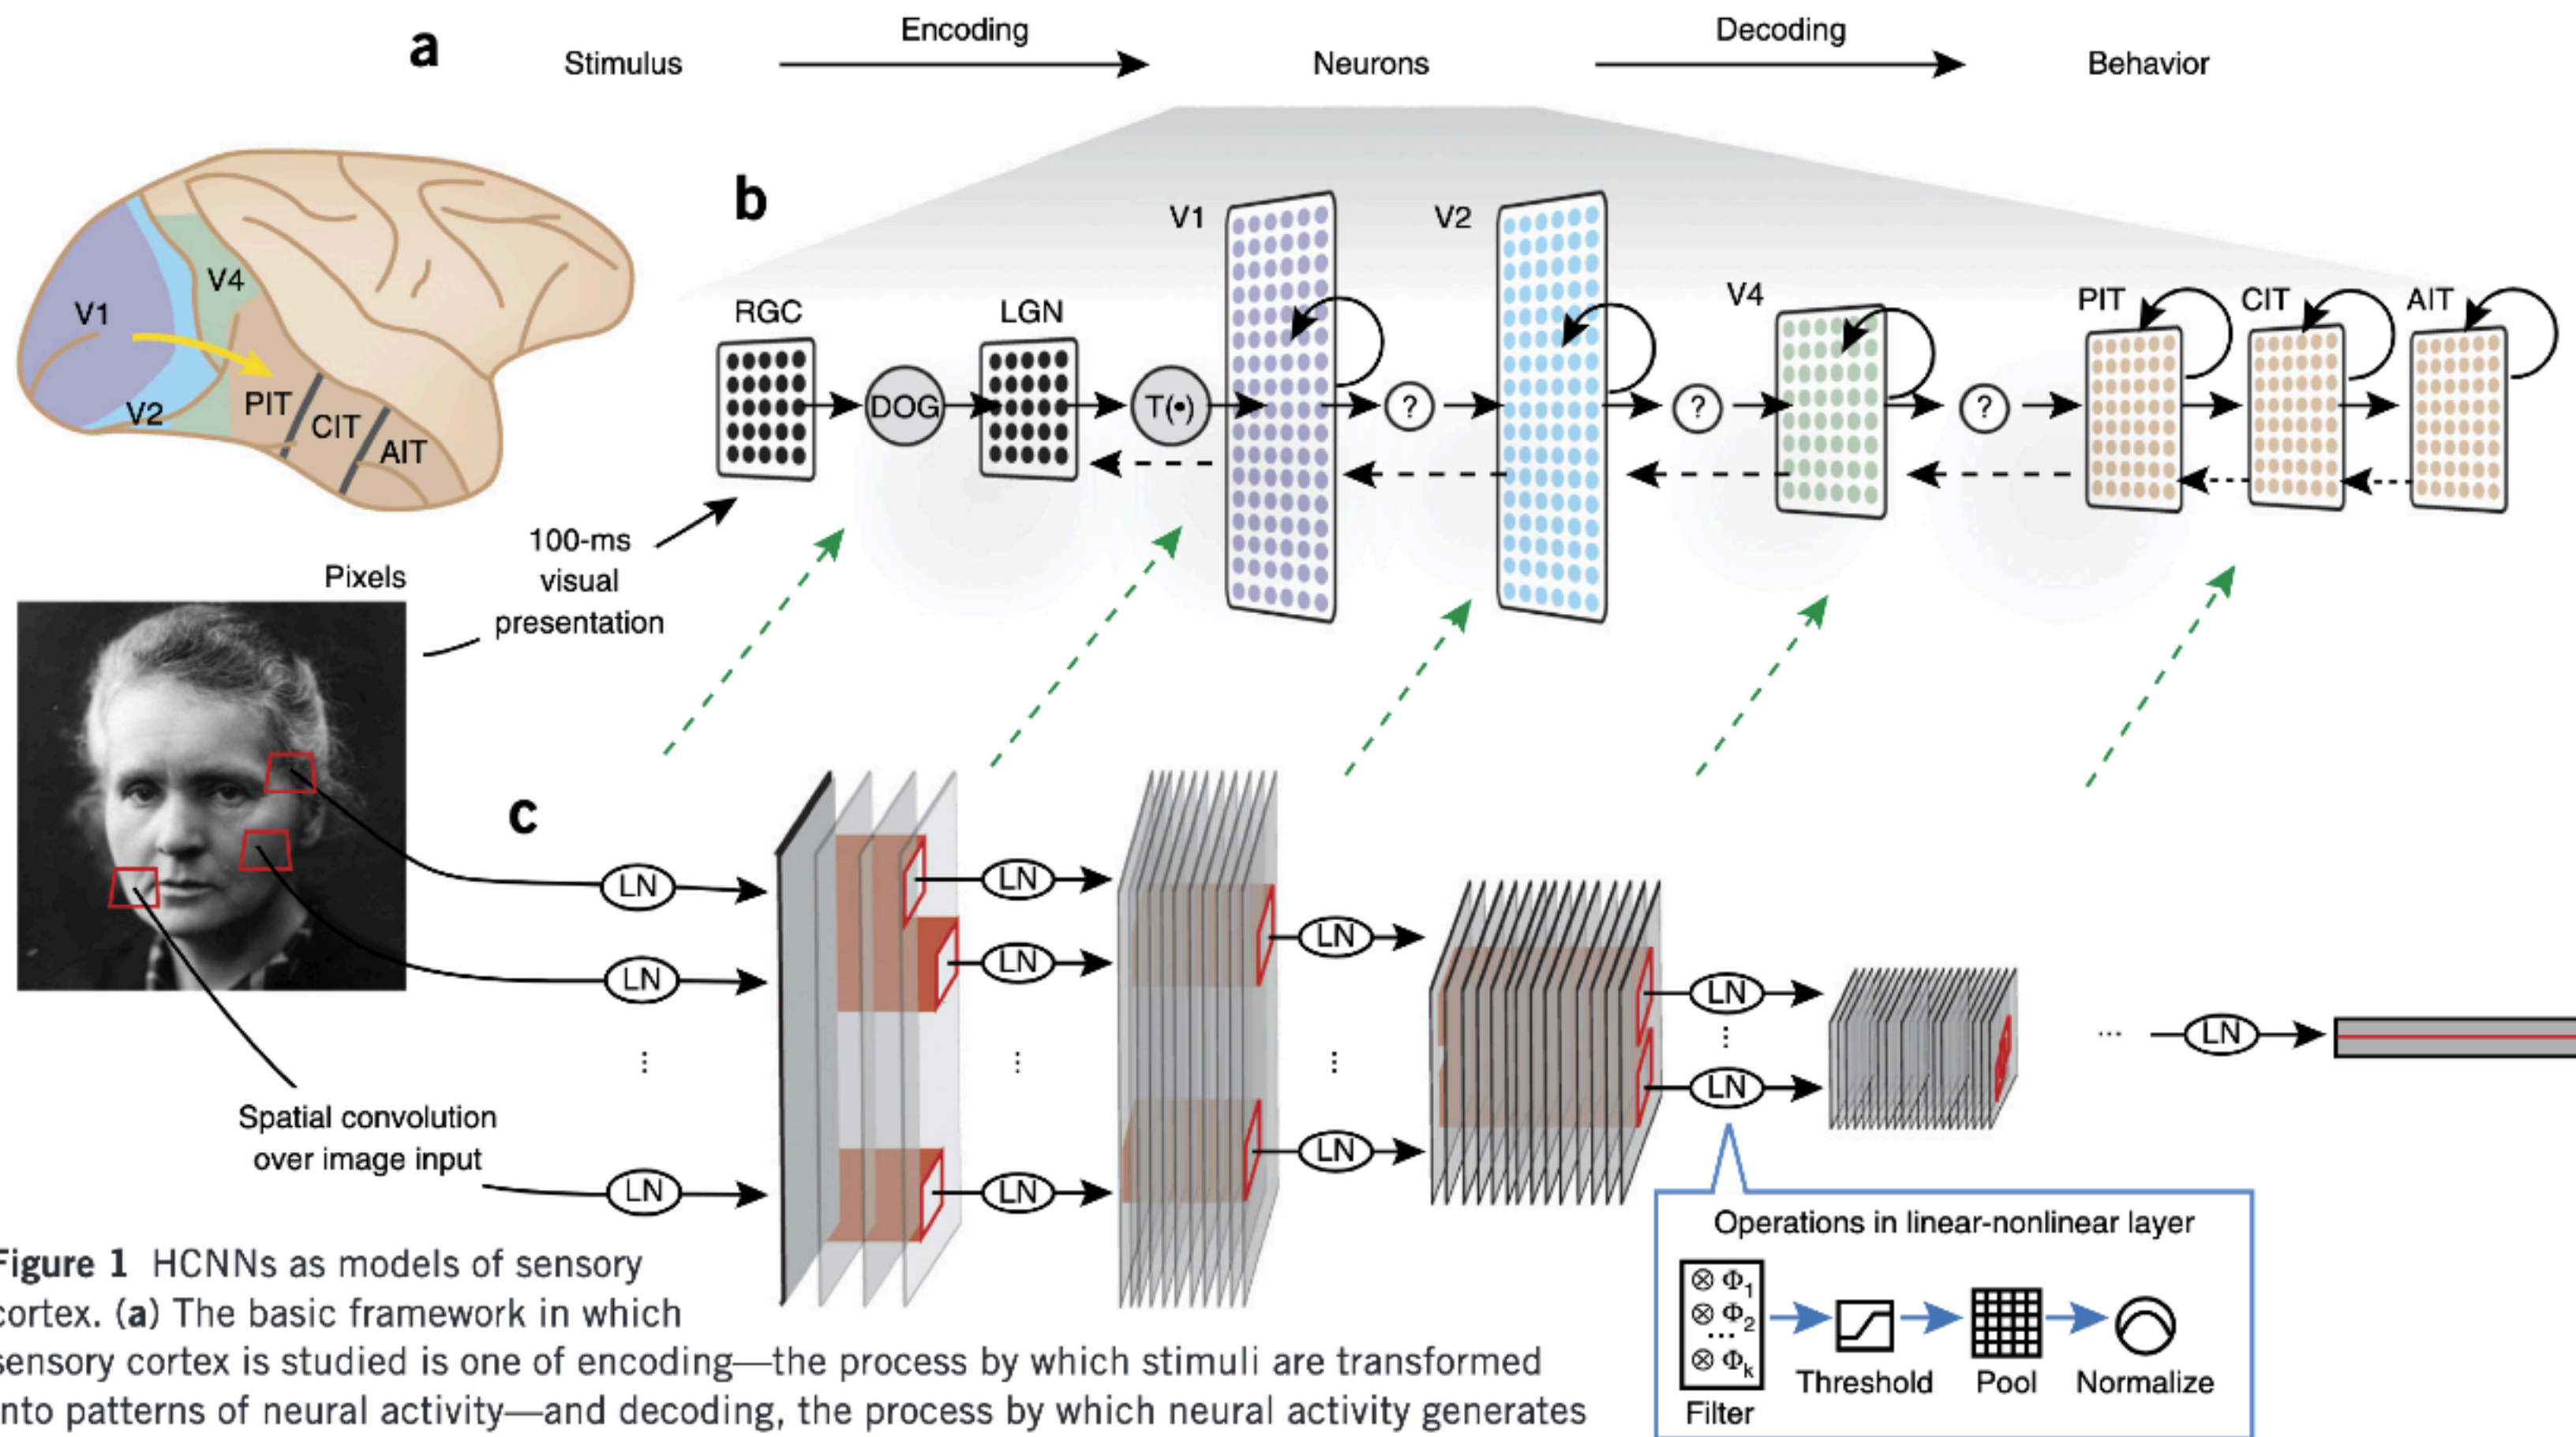 a
Stimulus
Encoding
Neurons
Decoding
Behavior
V1
V2
V4
PIT
CIT
AIT
b
RGC
DOG
LGN
T(•)
V1
?
V2
?
V4
?
PIT
CIT
AIT
100-ms
visual
presentation
Pixels
c
LN
LN
LN
LN
LN
LN
LN
LN
LN
LN
LN
Spatial convolution
over image input
Operations in linear-nonlinear layer
⊗ Φ1
⊗ Φ2
...
⊗ Φk
Filter
Threshold
Pool
Normalize
Figure 1 HCNNs as models of sensory
cortex. (a) The basic framework in which
sensory cortex is studied is one of encoding—the process by which stimuli are transformed
into patterns of neural activity—and decoding, the process by which neural activity generates